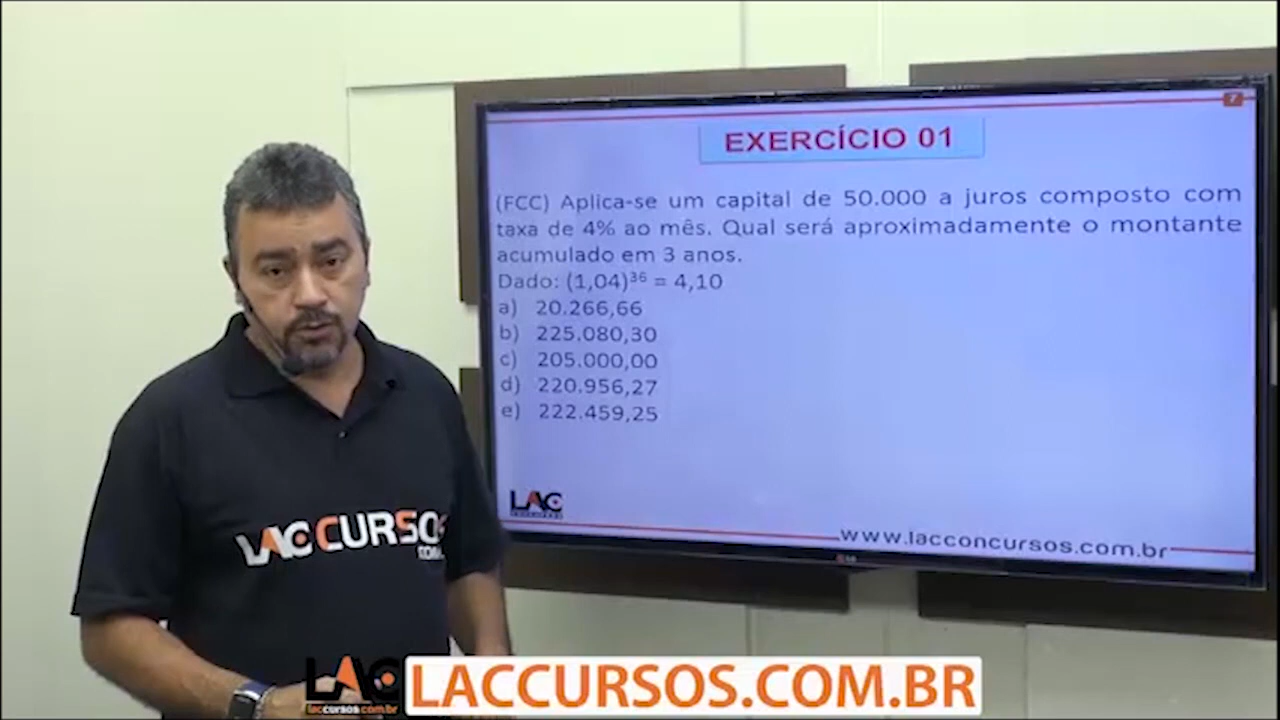 7
EXERCÍCIO 01
(FCC) Aplica-se um capital de 50.000 a juros composto com
taxa de 4% ao mês. Qual será aproximadamente o montante
acumulado em 3 anos.
Dado: (1,04)³⁶ = 4,10
a) 20.266,66
b) 225.080,30
c) 205.000,00
d) 220.956,27
e) 222.459,25
LAC
www.lacconcursos.com.br
LG
LACCURSOS
LAC
laccursos.com.br
LACCURSOS.COM.BR